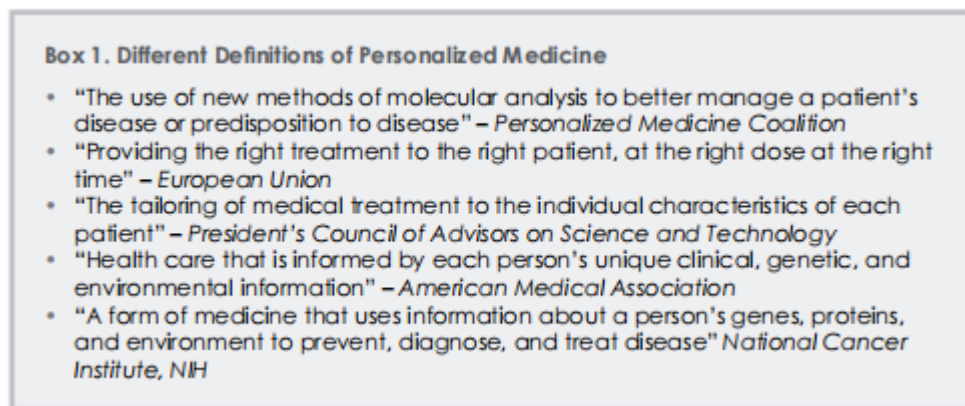 Box 1. Different Definitions of Personalized Medicine
• “The use of new methods of molecular analysis to better manage a patient’s
disease or predisposition to disease” – Personalized Medicine Coalition
• “Providing the right treatment to the right patient, at the right dose at the right
time” – European Union
• “The tailoring of medical treatment to the individual characteristics of each
patient” – President’s Council of Advisors on Science and Technology
• “Health care that is informed by each person’s unique clinical, genetic, and
environmental information” – American Medical Association
• “A form of medicine that uses information about a person’s genes, proteins,
and environment to prevent, diagnose, and treat disease” National Cancer
Institute, NIH